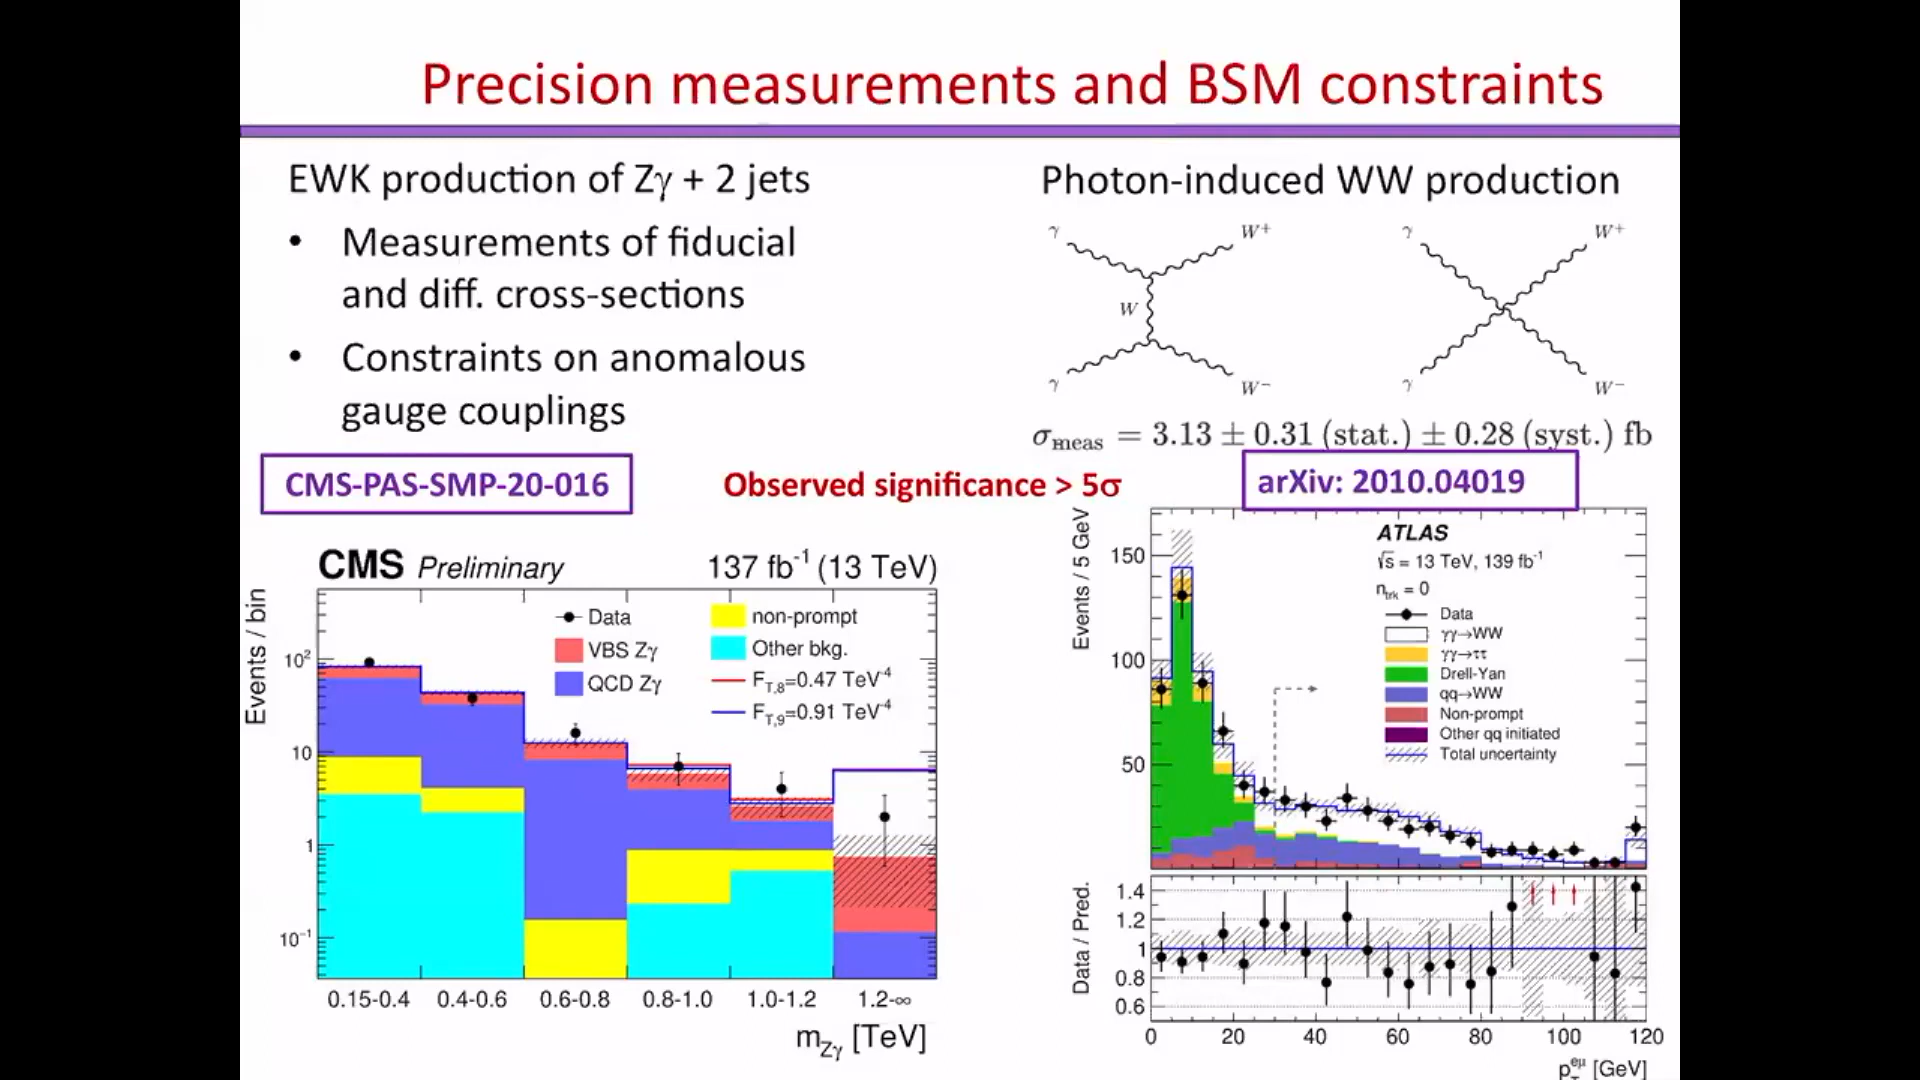 Precision measurements and BSM constraints
EWK production of Zγ + 2 jets
• Measurements of fiducial
and diff. cross-sections
• Constraints on anomalous
gauge couplings
CMS-PAS-SMP-20-016
Observed significance > 5σ
Photon-induced WW production
γ W⁺
W
γ W⁻
γ W⁺
γ W⁻
σmeas = 3.13 ± 0.31 (stat.) ± 0.28 (syst.) fb
arXiv: 2010.04019
CMS Preliminary 137 fb⁻¹ (13 TeV)
Events / bin
10²
10
1
10⁻¹
Data
VBS Zγ
QCD Zγ
non-prompt
Other bkg.
F_T,8=0.47 TeV⁻⁴
F_T,9=0.91 TeV⁻⁴
0.15-0.4 0.4-0.6 0.6-0.8 0.8-1.0 1.0-1.2 1.2-∞
m_Zγ [TeV]
Events / 5 GeV
150
100
50
ATLAS
√s = 13 TeV, 139 fb⁻¹
n_trk = 0
Data
γγ→WW
γγ→ττ
Drell-Yan
qq→WW
Non-prompt
Other qq initiated
Total uncertainty
Data / Pred.
1.4
1.2
1
0.8
0.6
0 20 40 60 80 100 120
p_T^eμ [GeV]